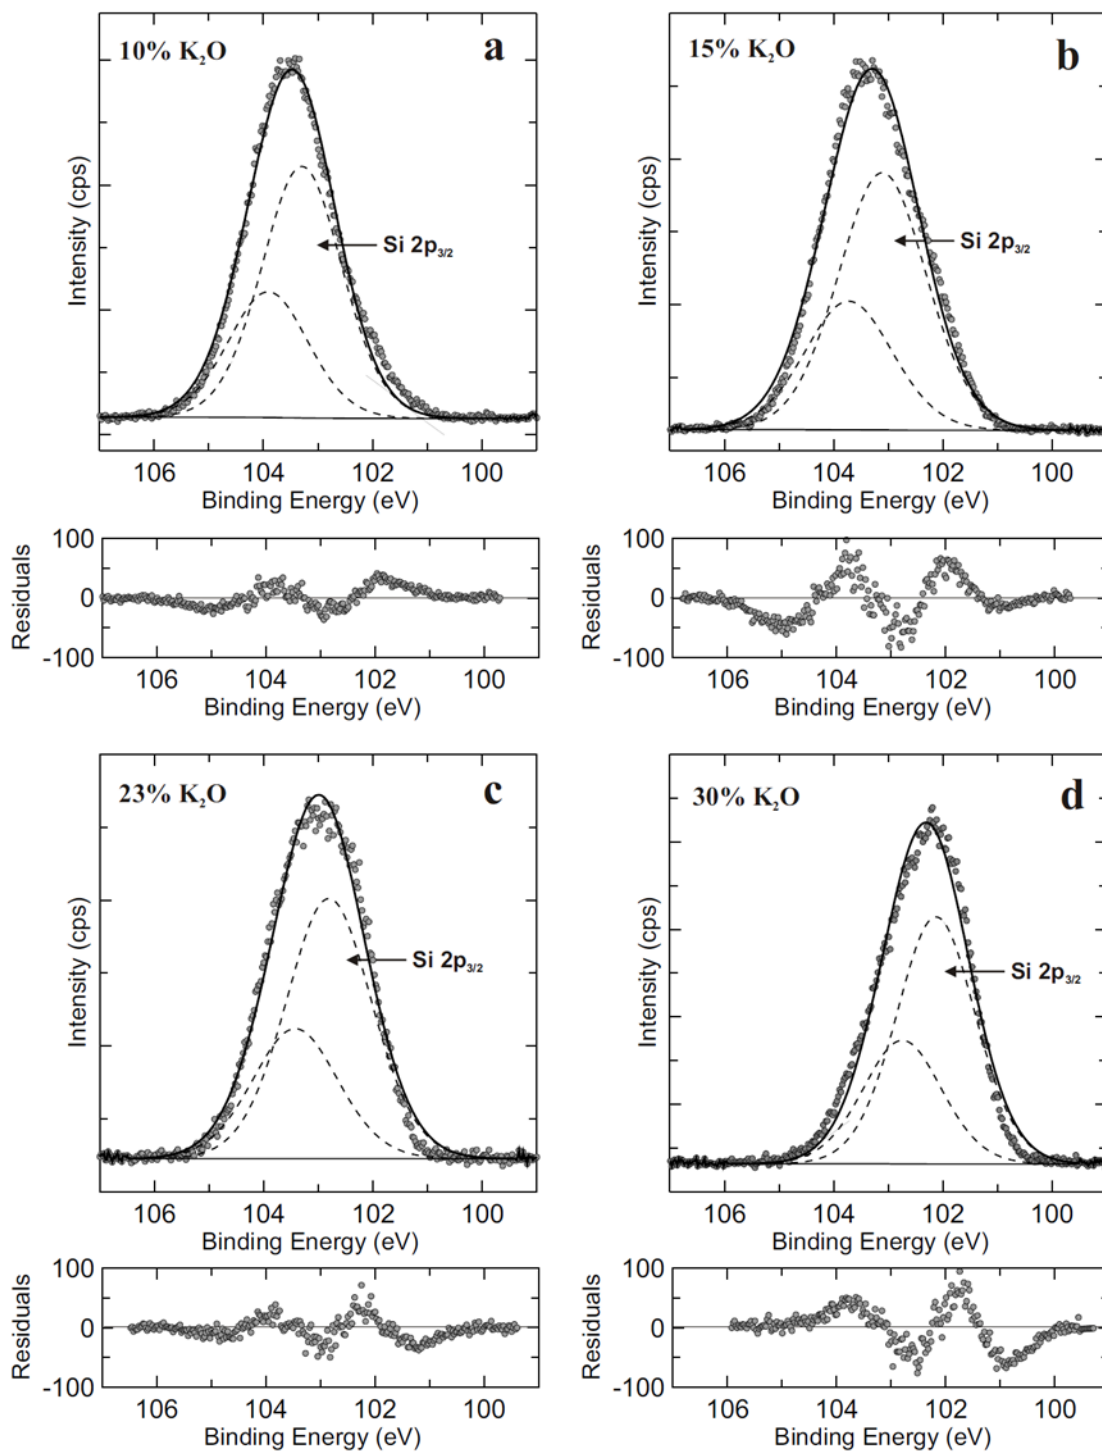 10% K₂O
a
Intensity (cps)
Si 2p₃/₂
106 104 102 100
Binding Energy (eV)
15% K₂O
b
Intensity (cps)
Si 2p₃/₂
106 104 102 100
Binding Energy (eV)
Residuals
100
0
-100
106 104 102 100
Binding Energy (eV)
Residuals
100
0
-100
106 104 102 100
Binding Energy (eV)
23% K₂O
c
Intensity (cps)
Si 2p₃/₂
106 104 102 100
Binding Energy (eV)
30% K₂O
d
Intensity (cps)
Si 2p₃/₂
106 104 102 100
Binding Energy (eV)
Residuals
100
0
-100
106 104 102 100
Binding Energy (eV)
Residuals
100
0
-100
106 104 102 100
Binding Energy (eV)